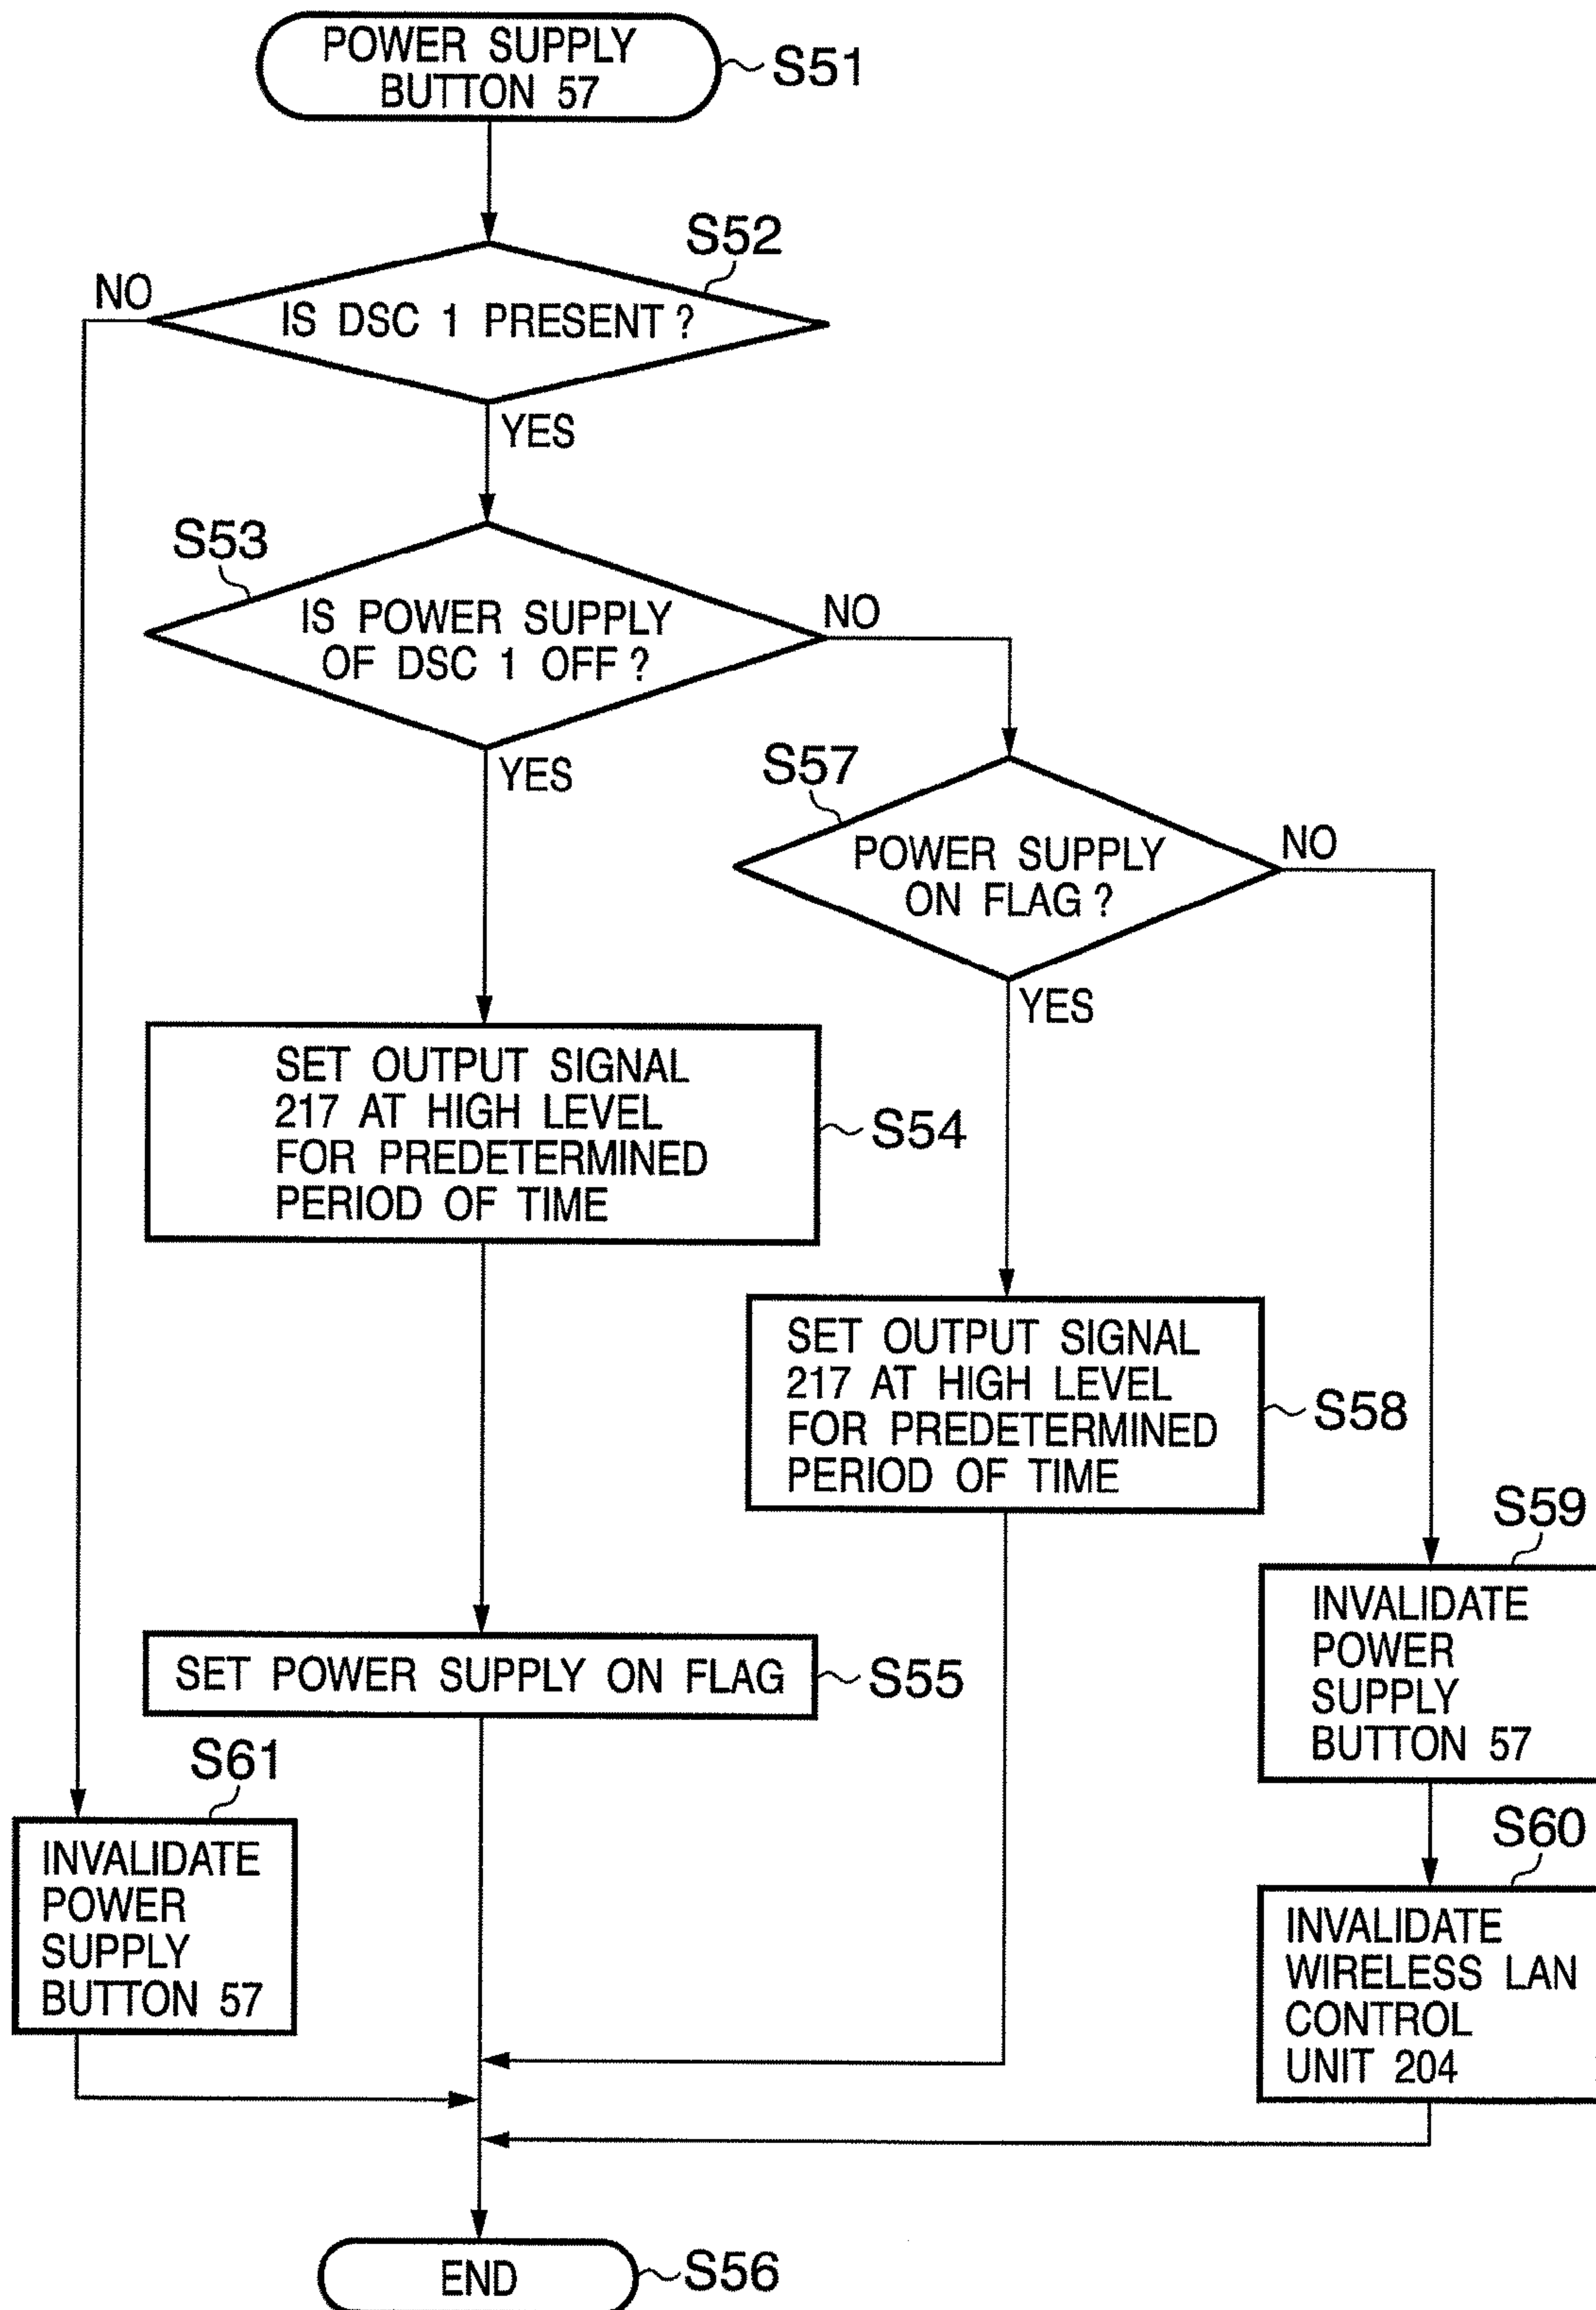 POWER SUPPLY
BUTTON 57
S51
S52
NO
IS DSC 1 PRESENT ?
YES
S53
IS POWER SUPPLY
OF DSC 1 OFF ?
NO
YES
S57
POWER SUPPLY
ON FLAG ?
NO
YES
SET OUTPUT SIGNAL
217 AT HIGH LEVEL
FOR PREDETERMINED
PERIOD OF TIME
S54
SET OUTPUT SIGNAL
217 AT HIGH LEVEL
FOR PREDETERMINED
PERIOD OF TIME
S58
S59
INVALIDATE
POWER
SUPPLY
BUTTON 57
SET POWER SUPPLY ON FLAG
S55
S61
INVALIDATE
POWER
SUPPLY
BUTTON 57
S60
INVALIDATE
WIRELESS LAN
CONTROL
UNIT 204
END
S56